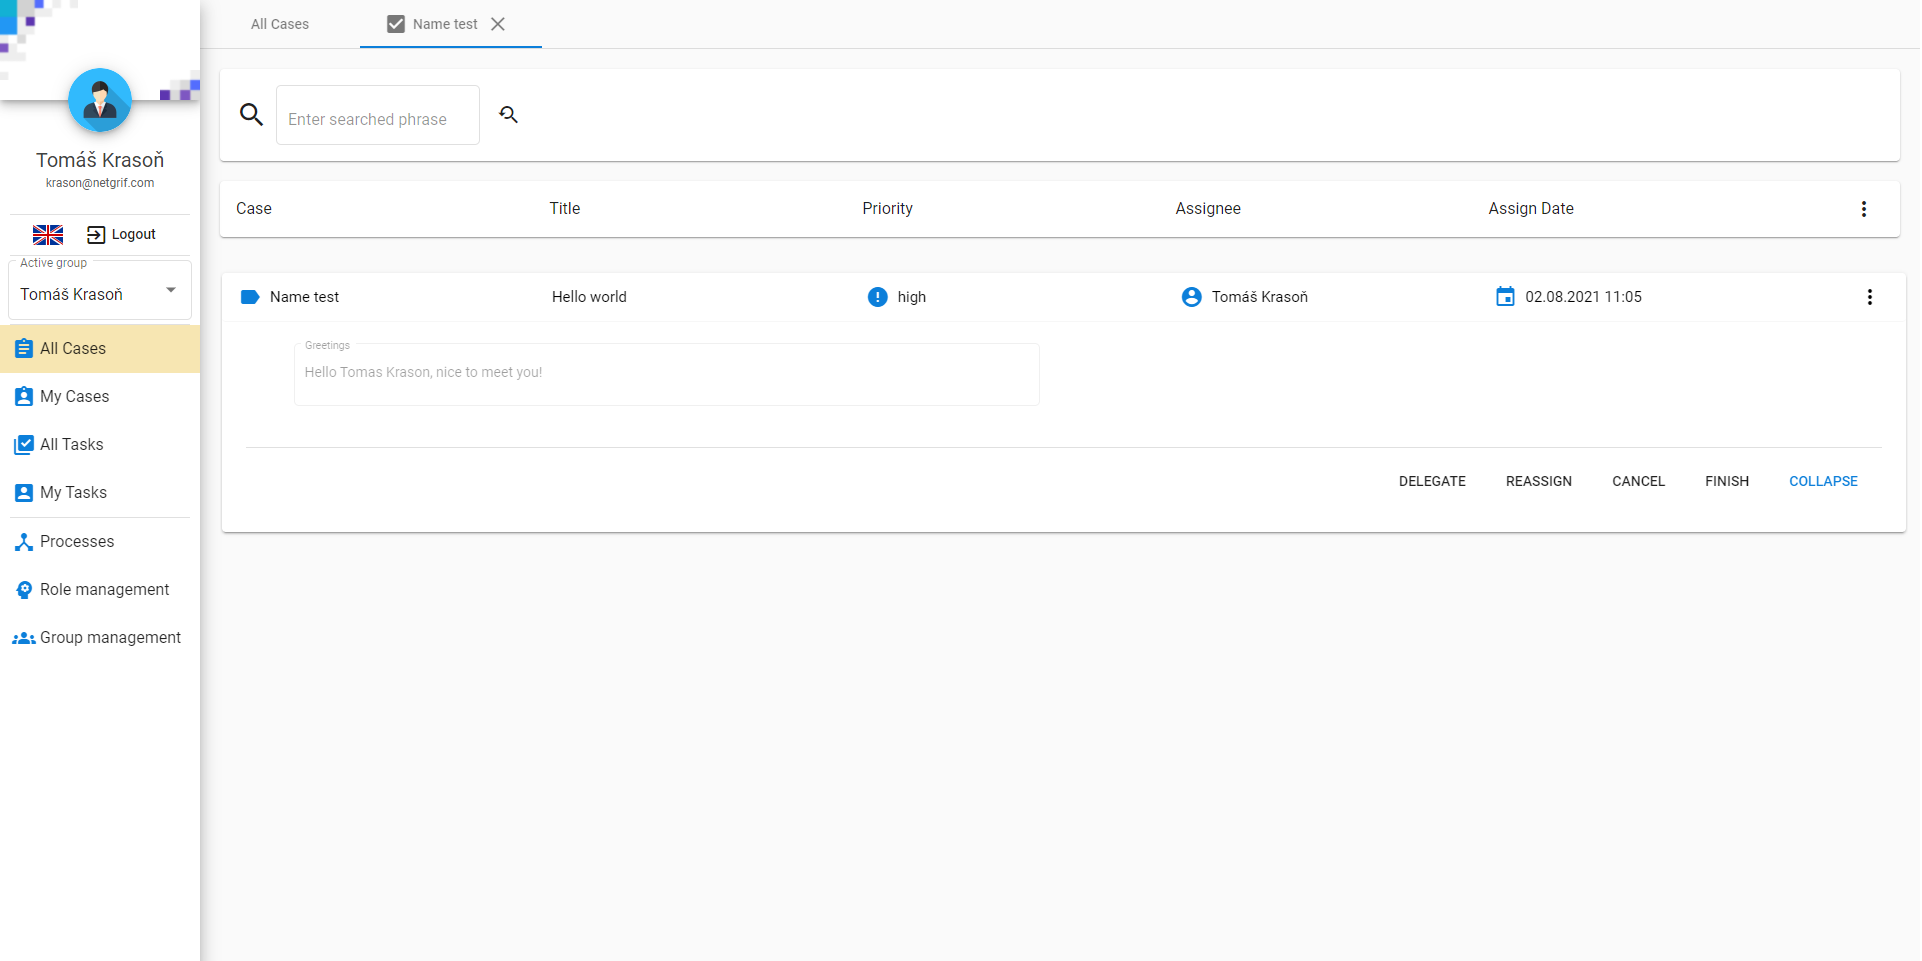 Tomáš Krasoň
krason@netgrif.com
Logout
Active group
Tomáš Krasoň
All Cases
My Cases
All Tasks
My Tasks
Processes
Role management
Group management
All Cases
Name test
Enter searched phrase
Case Title Priority Assignee Assign Date
Name test Hello world high Tomáš Krasoň 02.08.2021 11:05
Greetings
Hello Tomas Krason, nice to meet you!
DELEGATE REASSIGN CANCEL FINISH COLLAPSE